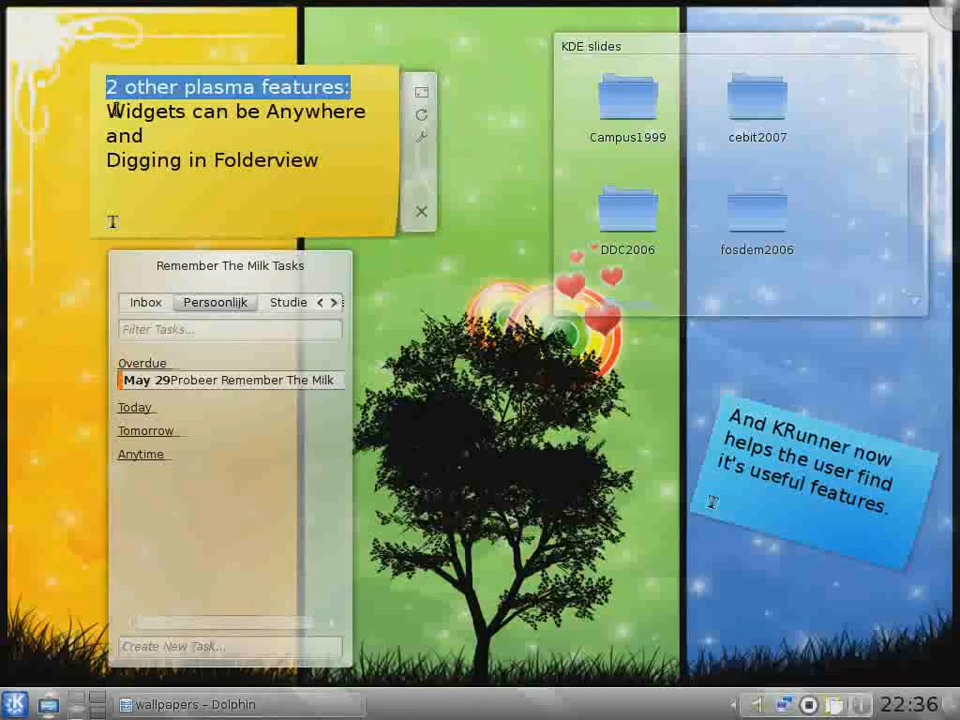 2 other plasma features:
Widgets can be Anywhere
and
Digging in Folderview
KDE slides
Campus1999
cebit2007
DDC2006
fosdem2006
Remember The Milk Tasks
Inbox
Persoonlijk
Studie
Filter Tasks...
Overdue
May 29Probeer Remember The Milk
Today
Tomorrow
Anytime
Create New Task...
And KRunner now
helps the user find
it's useful features.
wallpapers – Dolphin
22:36